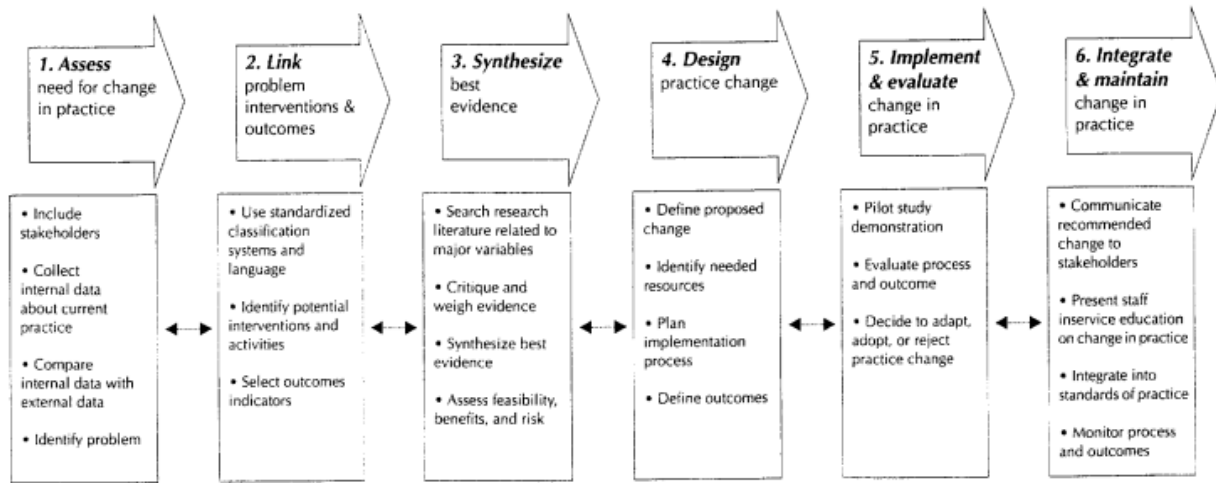 1. Assess
need for change
in practice
2. Link
problem
interventions &
outcomes
3. Synthesize
best
evidence
4. Design
practice change
5. Implement
& evaluate
change in
practice
6. Integrate
& maintain
change in
practice
• Include
stakeholders
• Collect
internal data
about current
practice
• Compare
internal data with
external data
• Identify problem
• Use standardized
classification
systems and
language
• Identify potential
interventions and
activities
• Select outcomes
indicators
• Search research
literature related to
major variables
• Critique and
weigh evidence
• Synthesize best
evidence
• Assess feasibility,
benefits, and risk
• Define proposed
change
• Identify needed
resources
• Plan
implementation
process
• Define outcomes
• Pilot study
demonstration
• Evaluate process
and outcome
• Decide to adapt,
adopt, or reject
practice change
• Communicate
recommended
change to
stakeholders
• Present staff
inservice education
on change in practice
• Integrate into
standards of practice
• Monitor process
and outcomes